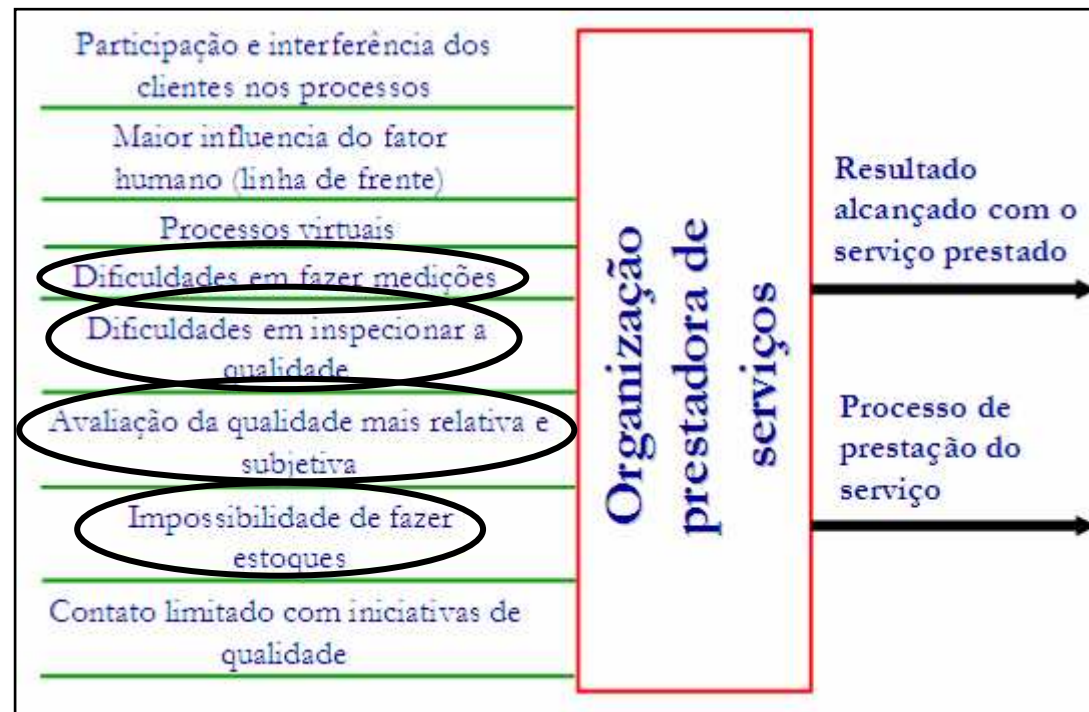 Participação e interferência dos
clientes nos processos
Maior influencia do fator
humano (linha de frente)
Processos virtuais
Dificuldades em fazer medições
Dificuldades em inspecionar a
qualidade
Avaliação da qualidade mais relativa e
subjetiva
Impossibilidade de fazer
estoques
Contato limitado com iniciativas de
qualidade
Organização
prestadora de
serviços
Resultado
alcançado com o
serviço prestado
Processo de
prestação do
serviço